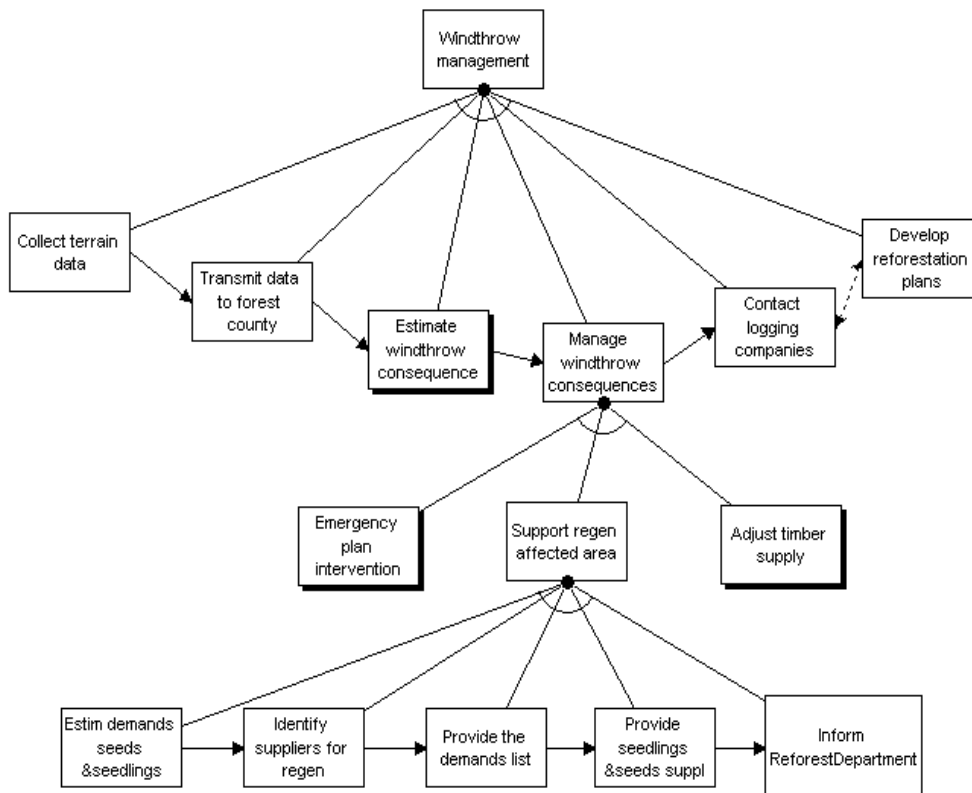 Windthrow
management
Collect terrain
data
Transmit data
to forest
county
Estimate
windthrow
consequence
Manage
windthrow
consequences
Contact
logging
companies
Develop
reforestation
plans
Emergency
plan
intervention
Support regen
affected area
Adjust timber
supply
Estim demands
seeds
&seedlings
Identify
suppliers for
regen
Provide the
demands list
Provide
seedlings
&seeds suppl
Inform
ReforestDepartment